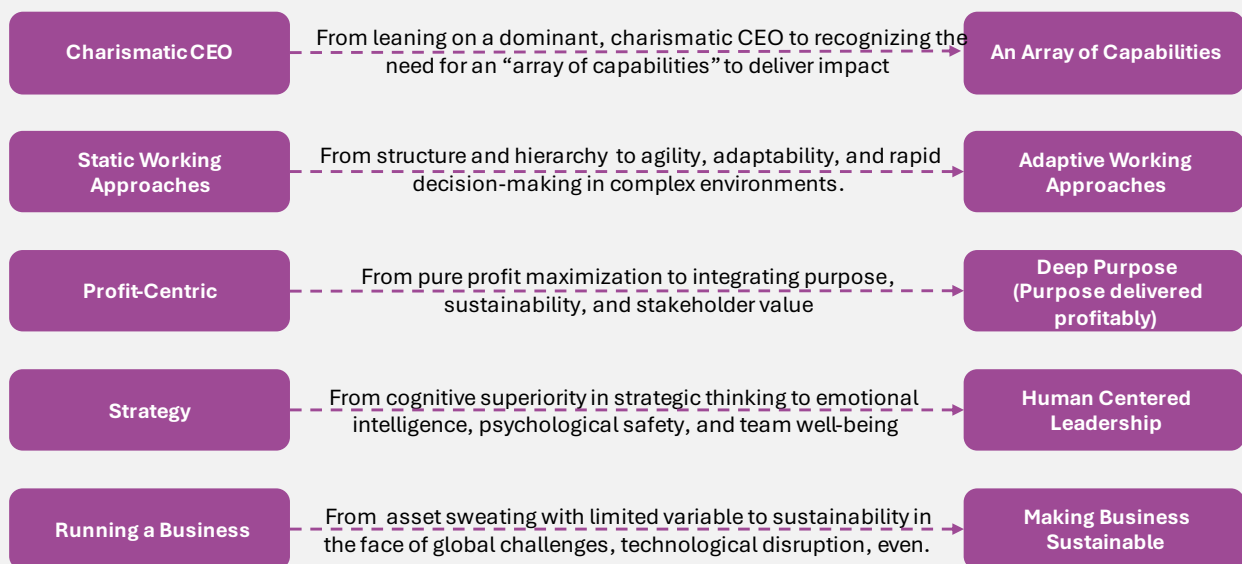 Charismatic CEO
From leaning on a dominant, charismatic CEO to recognizing the
need for an “array of capabilities” to deliver impact
An Array of Capabilities
Static Working
Approaches
From structure and hierarchy to agility, adaptability, and rapid
decision-making in complex environments.
Adaptive Working
Approaches
Profit-Centric
From pure profit maximization to integrating purpose,
sustainability, and stakeholder value
Deep Purpose
(Purpose delivered
profitably)
Strategy
From cognitive superiority in strategic thinking to emotional
intelligence, psychological safety, and team well-being
Human Centered
Leadership
Running a Business
From asset sweating with limited variable to sustainability in
the face of global challenges, technological disruption, even.
Making Business
Sustainable